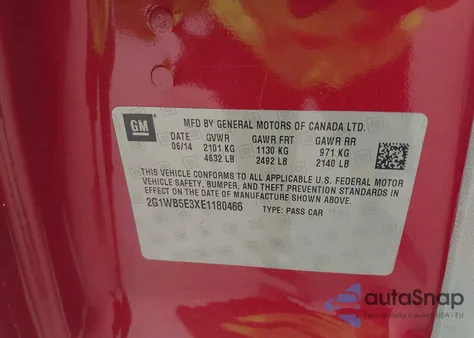 GM
MFD BY GENERAL MOTORS OF CANADA LTD.
DATE GVWR GAWR FRT GAWR RR
06/14 2101 KG 1130 KG 971 KG
4632 LB 2492 LB 2140 LB
THIS VEHICLE CONFORMS TO ALL APPLICABLE U.S. FEDERAL MOTOR
VEHICLE SAFETY, BUMPER, AND THEFT PREVENTION STANDARDS IN
EFFECT ON THE DATE OF MANUFACTURE SHOWN ABOVE.
2G1WB5E3XE1180466 TYPE: PASS CAR
autaSnap